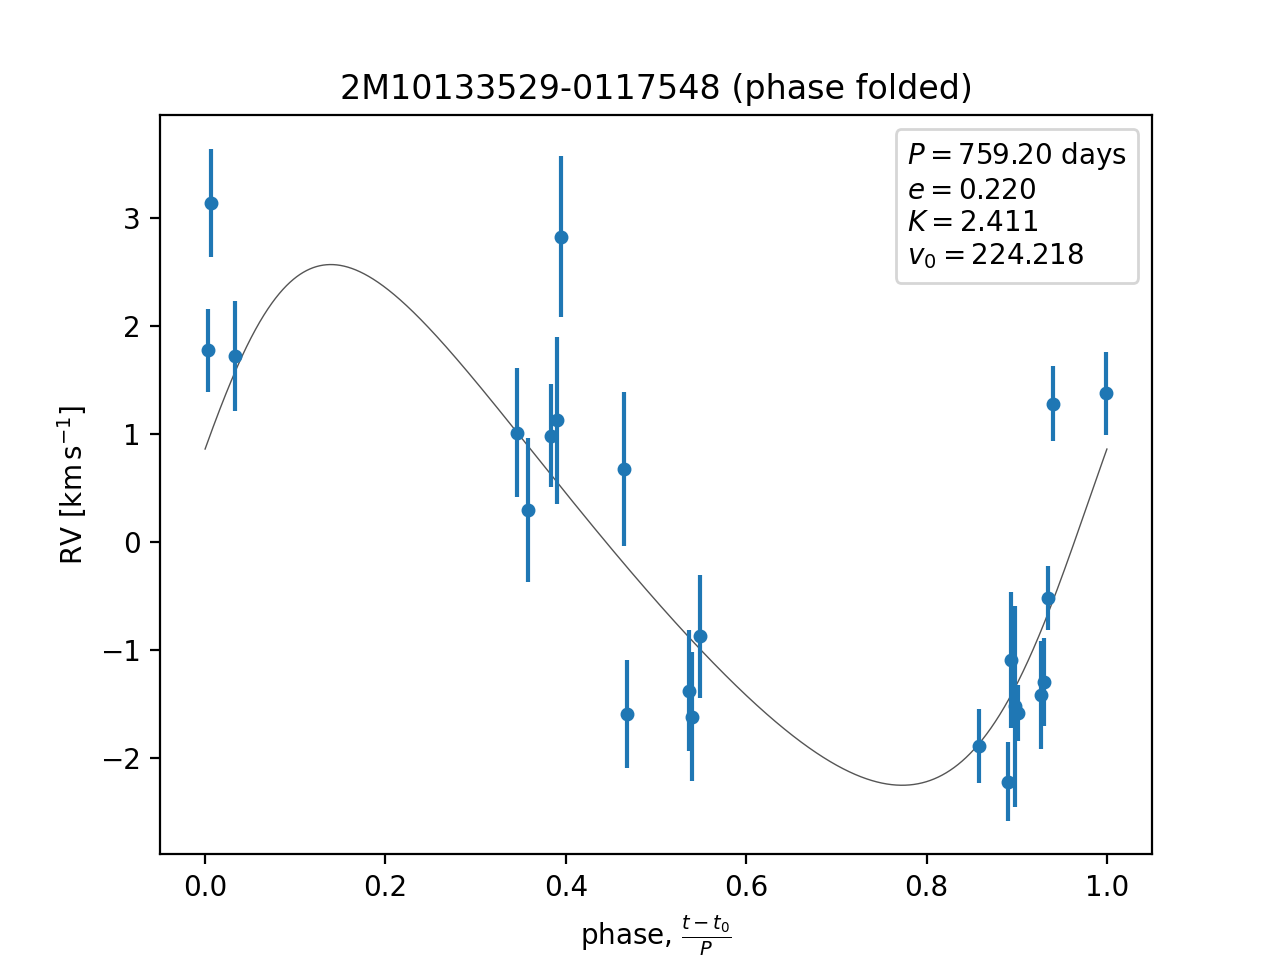 2M10133529-0117548 (phase folded)
P = 759.20 days
e = 0.220
K = 2.411
v₀ = 224.218
RV [km s⁻¹]
3
2
1
0
−1
−2
0.0 0.2 0.4 0.6 0.8 1.0
phase, (t − t₀)/P